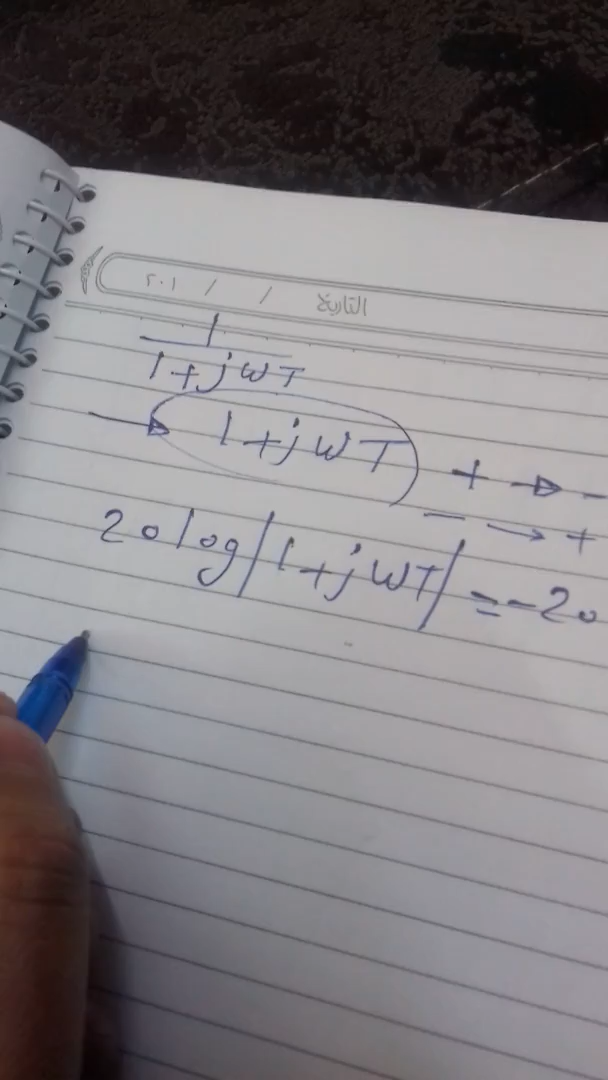 التاريخ / / ٢٠١
1
1+jωT
→ 1+jωT + → -
- → +
20log|1+jωT| = -20